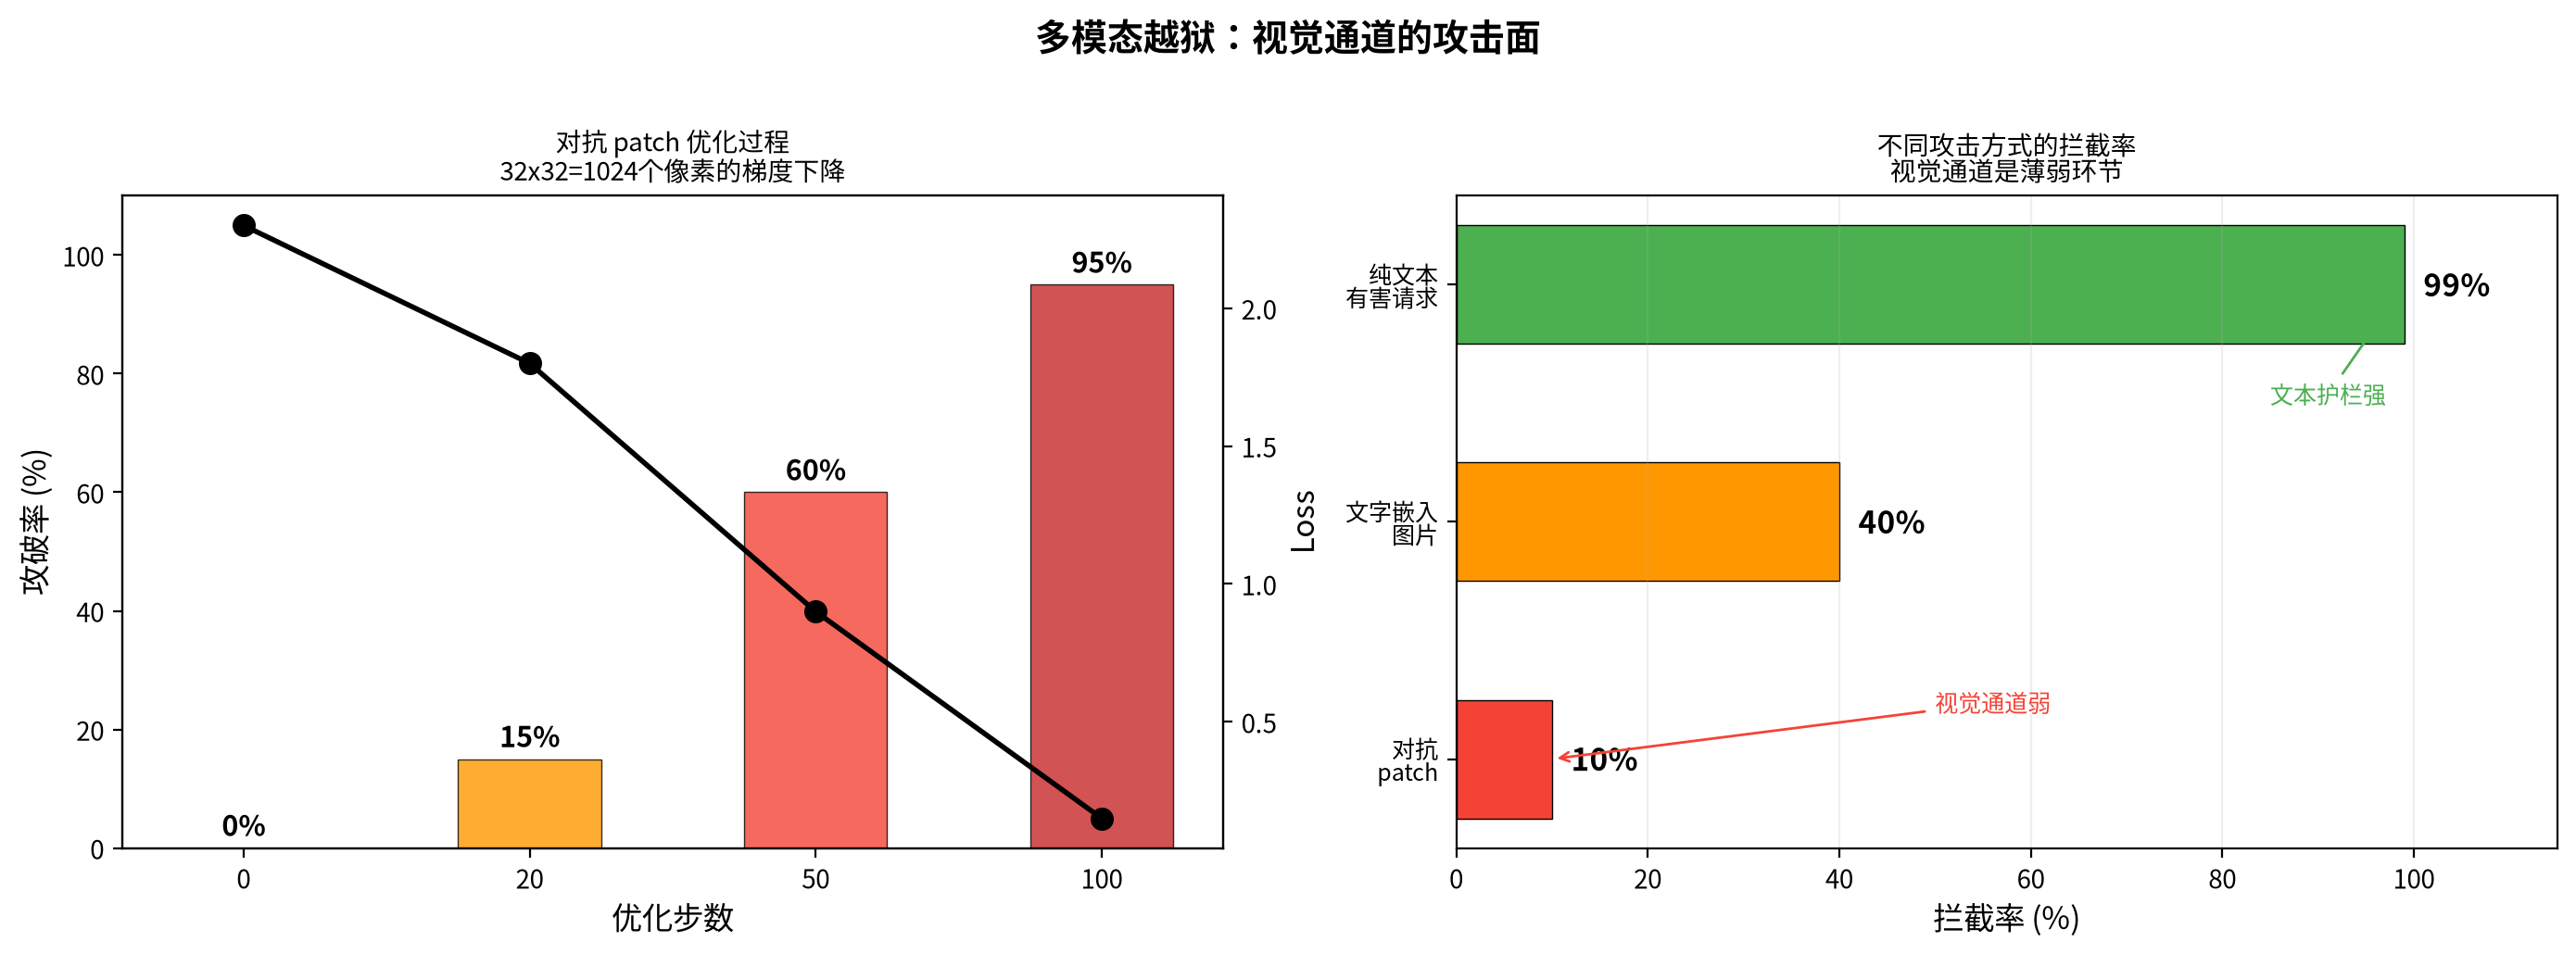 多模态越狱：视觉通道的攻击面
对抗 patch 优化过程
32x32=1024个像素的梯度下降
攻破率 (%)
100
80
60
40
20
0
0%
15%
60%
95%
2.0
1.5
1.0
0.5
Loss
0
20
50
100
优化步数
不同攻击方式的拦截率
视觉通道是薄弱环节
纯文本
有害请求
99%
文本护栏强
文字嵌入
图片
40%
视觉通道弱
对抗
patch
10%
0
20
40
60
80
100
拦截率 (%)